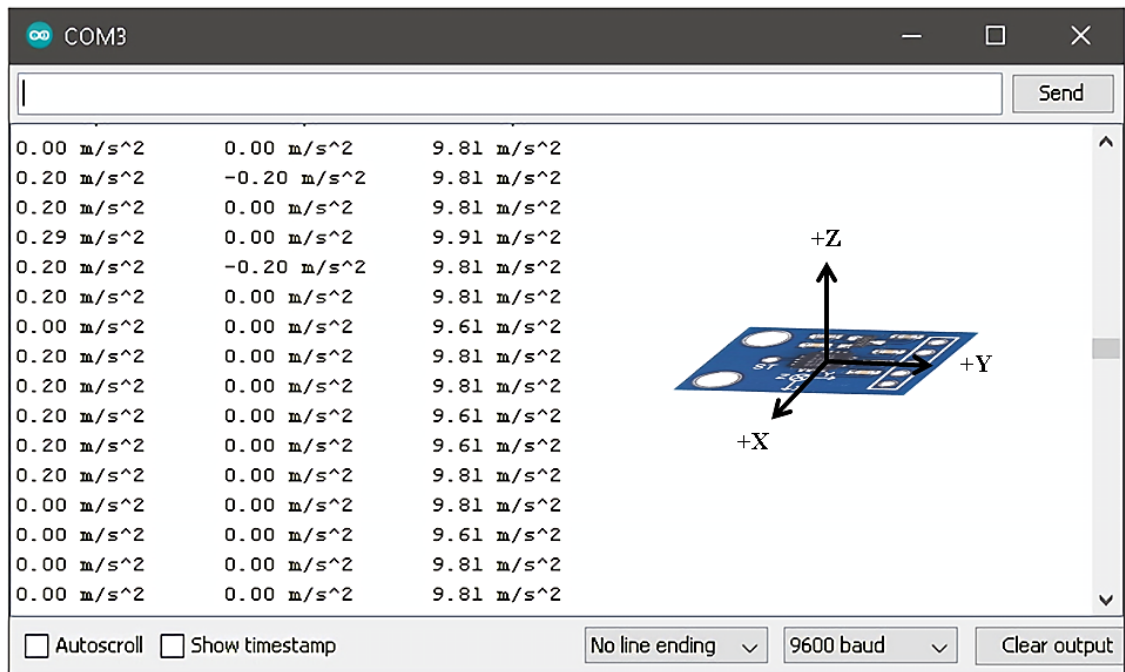 COM3
Send
0.00 m/s^2 0.00 m/s^2 9.81 m/s^2
0.20 m/s^2 -0.20 m/s^2 9.81 m/s^2
0.20 m/s^2 0.00 m/s^2 9.81 m/s^2
0.29 m/s^2 0.00 m/s^2 9.91 m/s^2
0.20 m/s^2 -0.20 m/s^2 9.81 m/s^2
0.20 m/s^2 0.00 m/s^2 9.81 m/s^2
0.00 m/s^2 0.00 m/s^2 9.61 m/s^2
0.20 m/s^2 0.00 m/s^2 9.81 m/s^2
0.20 m/s^2 0.00 m/s^2 9.81 m/s^2
0.20 m/s^2 0.00 m/s^2 9.61 m/s^2
0.20 m/s^2 0.00 m/s^2 9.61 m/s^2
0.20 m/s^2 0.00 m/s^2 9.81 m/s^2
0.00 m/s^2 0.00 m/s^2 9.81 m/s^2
0.00 m/s^2 0.00 m/s^2 9.61 m/s^2
0.00 m/s^2 0.00 m/s^2 9.81 m/s^2
0.00 m/s^2 0.00 m/s^2 9.81 m/s^2
+Z
ST
+Y
+X
Autoscroll Show timestamp No line ending 9600 baud Clear output